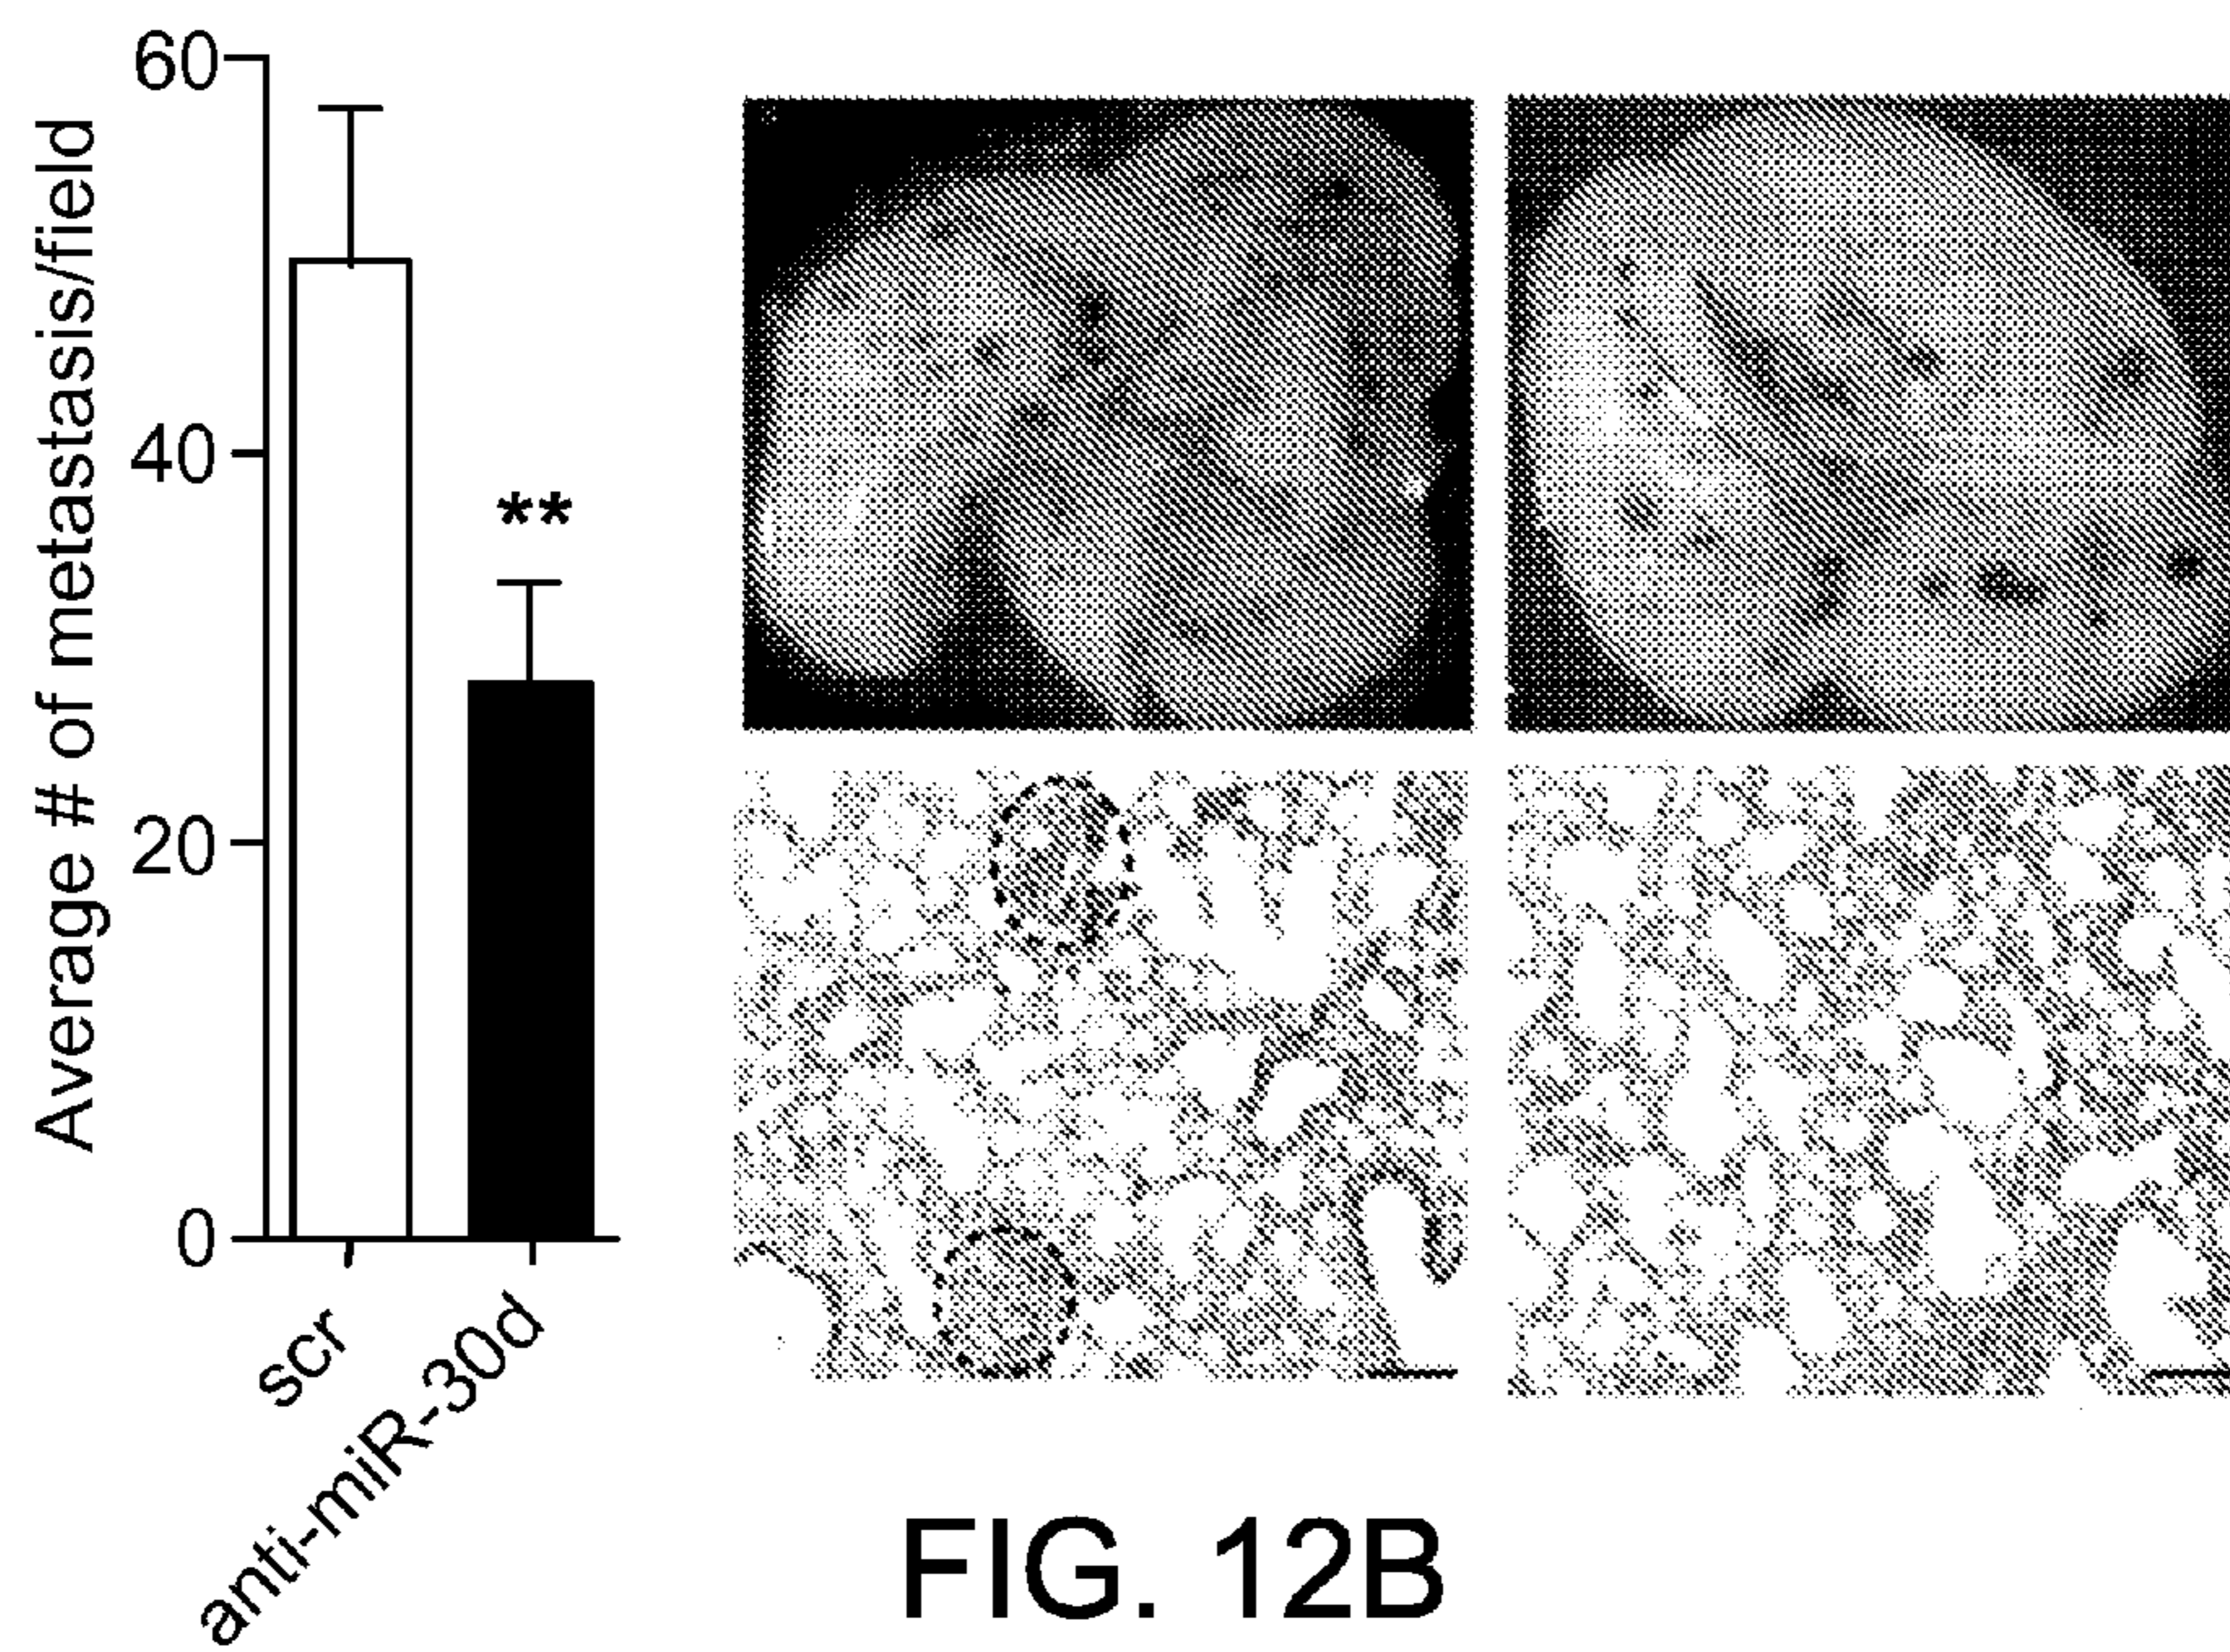 Average # of metastasis/field
60
40
20
0
**
scr
anti-miR-30d
FIG. 12B